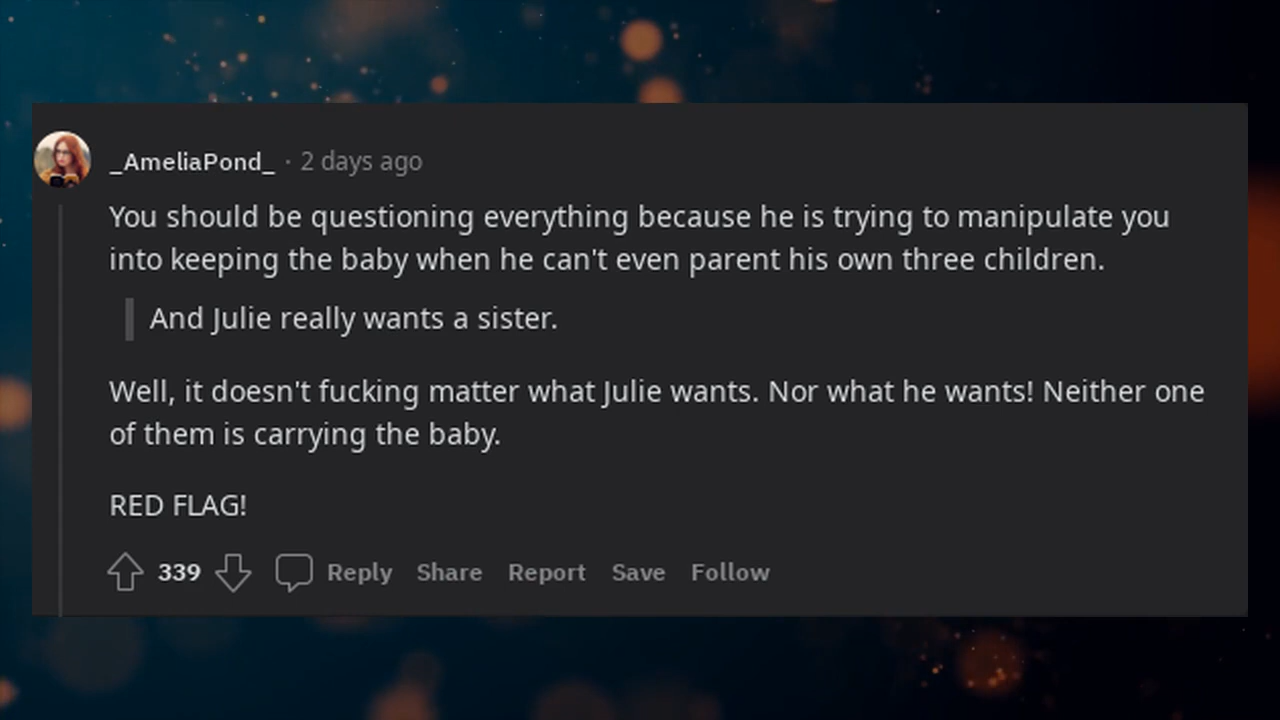 _AmeliaPond_ · 2 days ago
You should be questioning everything because he is trying to manipulate you
into keeping the baby when he can't even parent his own three children.
And Julie really wants a sister.
Well, it doesn't fucking matter what Julie wants. Nor what he wants! Neither one
of them is carrying the baby.
RED FLAG!
339 Reply Share Report Save Follow